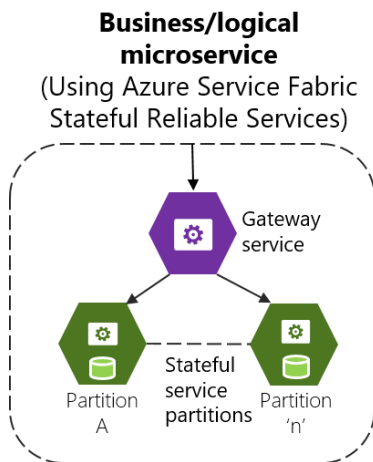 Business/logical
microservice
(Using Azure Service Fabric
Stateful Reliable Services)
Gateway
service
Stateful
service
partitions
Partition
A
Partition
‘n’